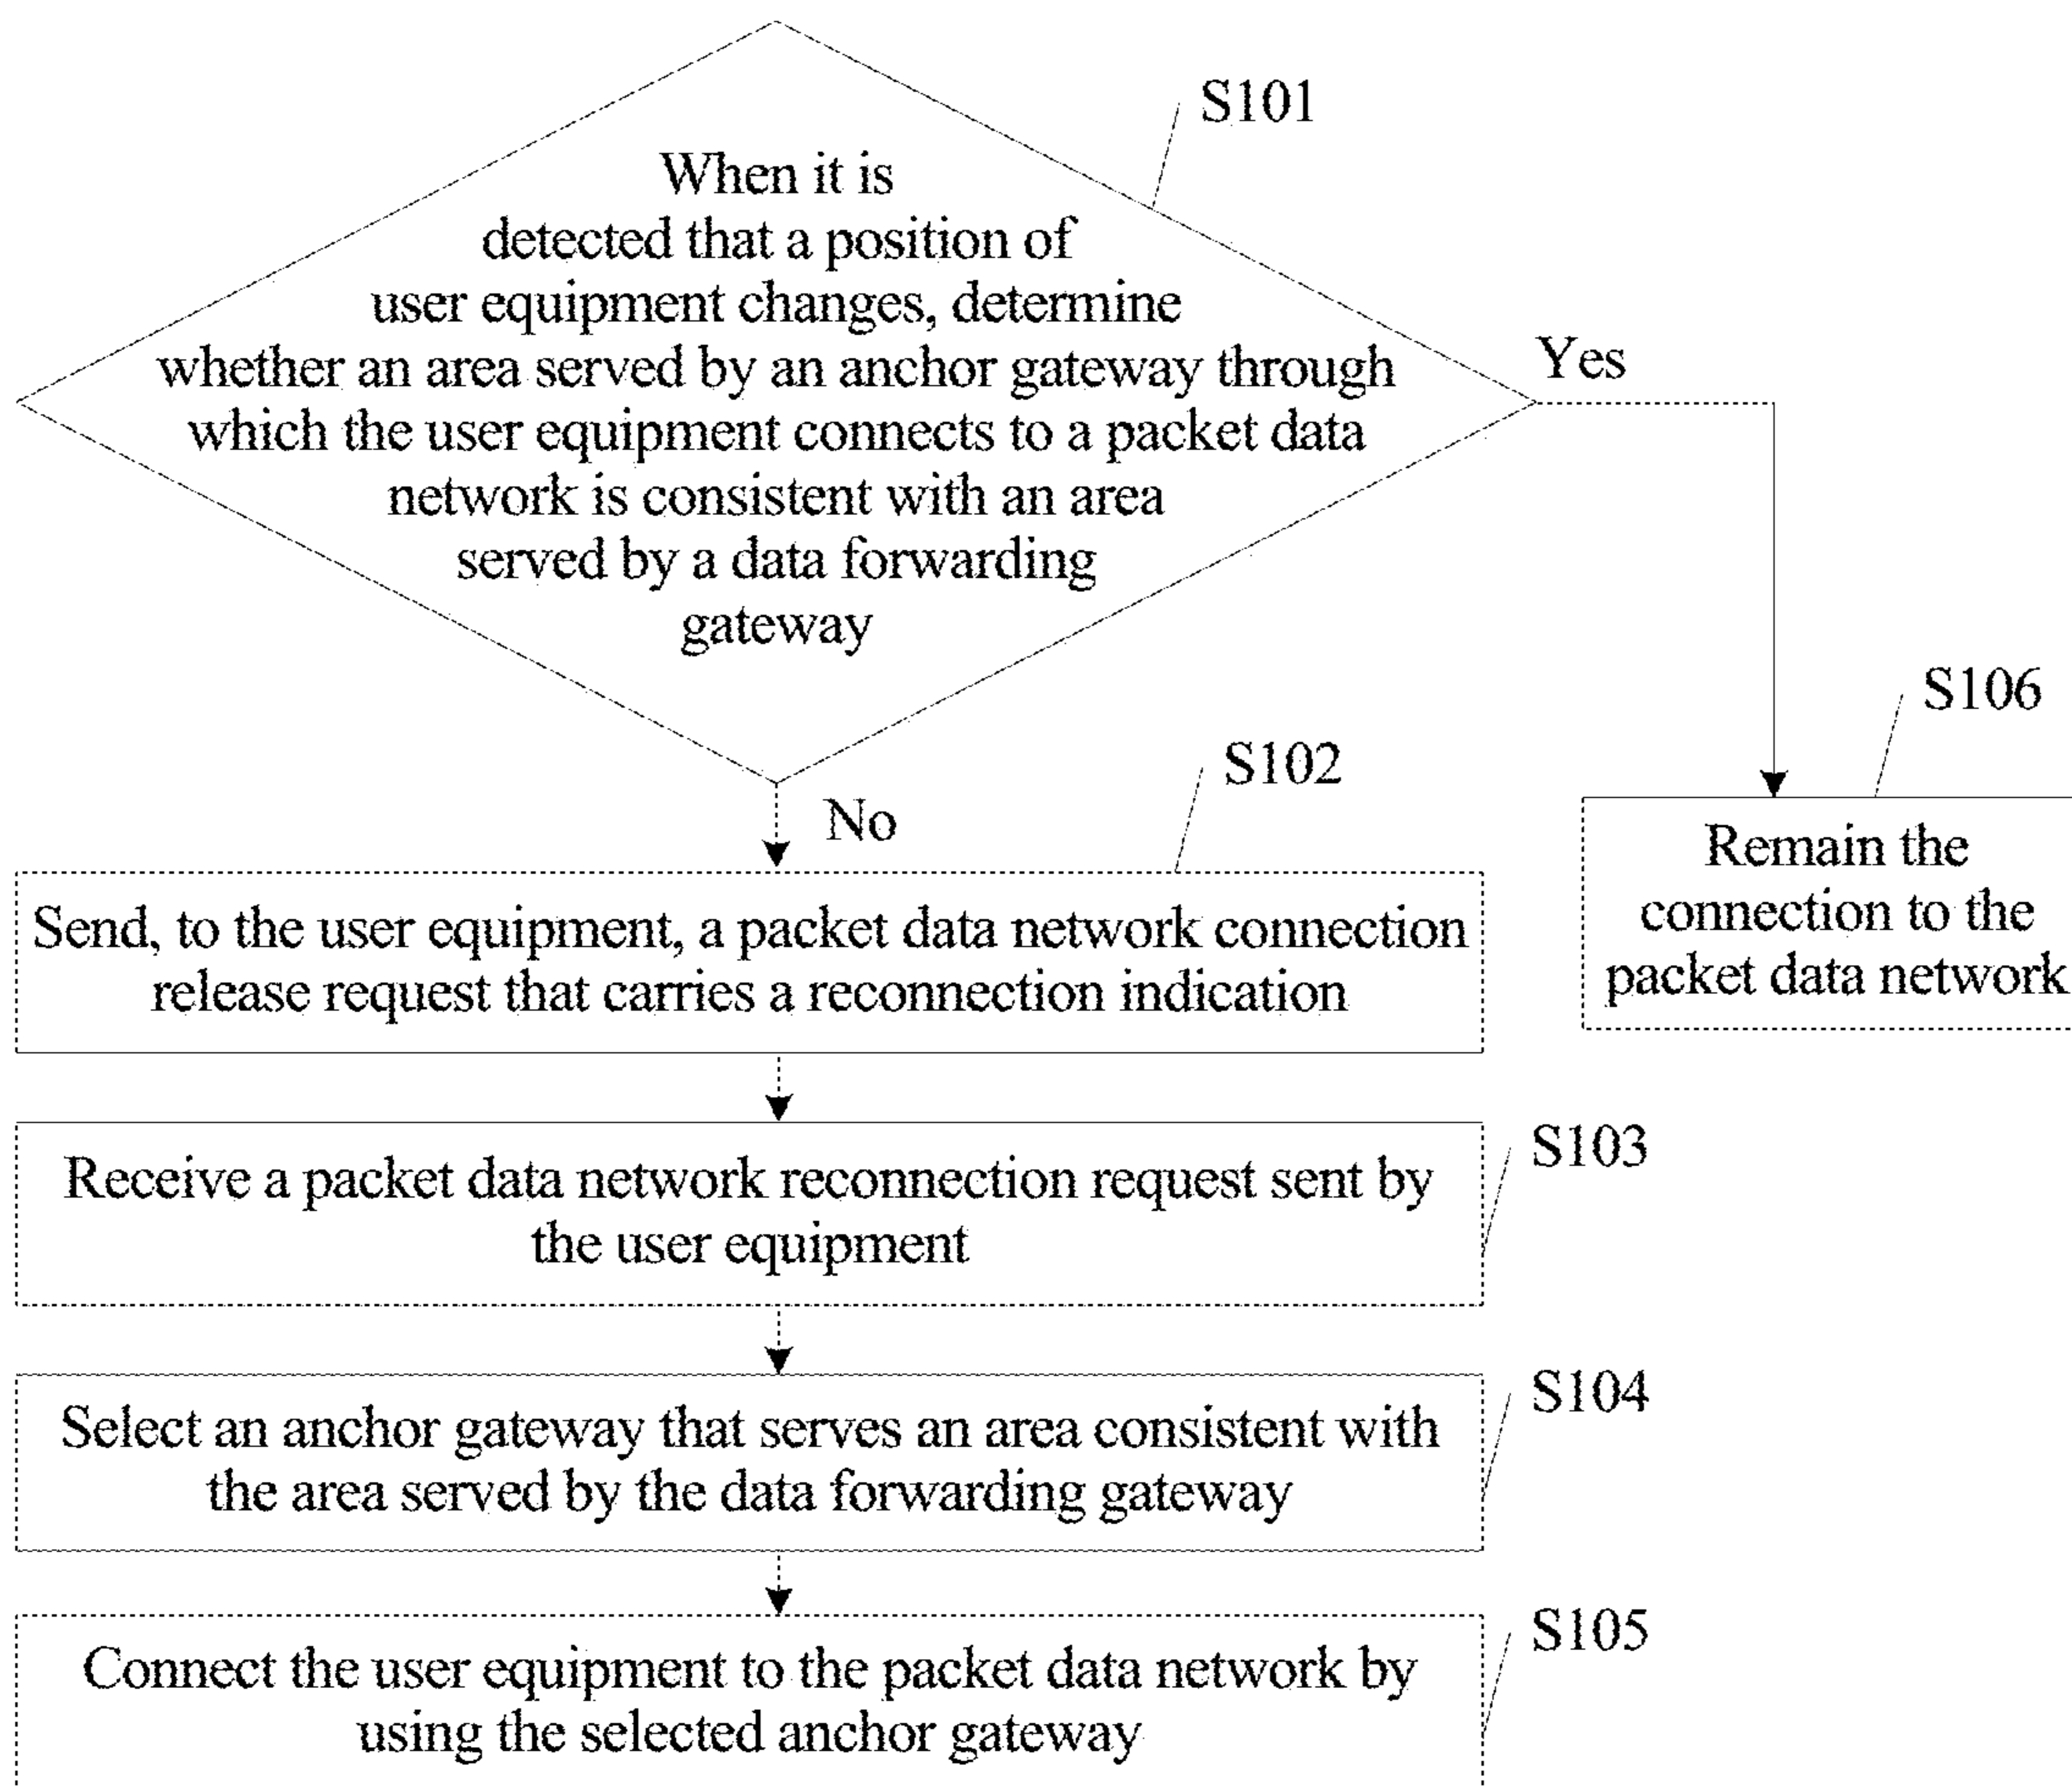 S101
When it is
detected that a position of
user equipment changes, determine
whether an area served by an anchor gateway through
which the user equipment connects to a packet data
network is consistent with an area
served by a data forwarding
gateway
Yes
S106
Remain the
connection to the
packet data network
No
S102
Send, to the user equipment, a packet data network connection
release request that carries a reconnection indication
S103
Receive a packet data network reconnection request sent by
the user equipment
S104
Select an anchor gateway that serves an area consistent with
the area served by the data forwarding gateway
S105
Connect the user equipment to the packet data network by
using the selected anchor gateway